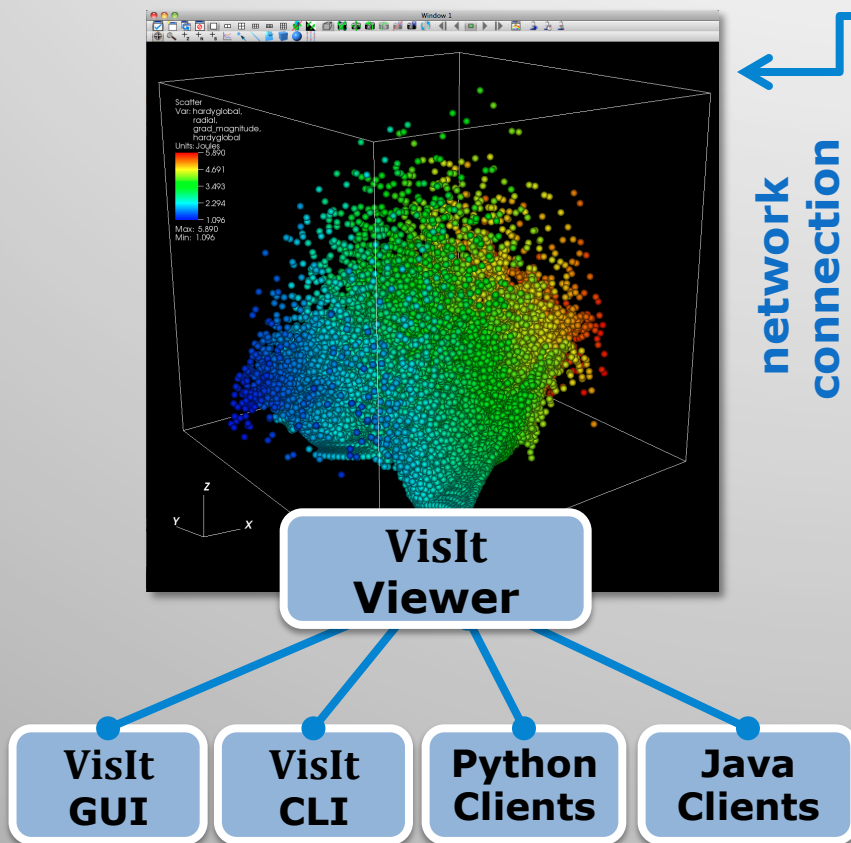 Window 1
Scatter
Var: hardyglobal,
radial,
grad_magnitude,
hardyglobal
Units: Joules
5.890
4.691
3.493
2.294
1.096
Max: 5.890
Min: 1.096
Z
Y
X
network
connection
VisIt
Viewer
VisIt
GUI
VisIt
CLI
Python
Clients
Java
Clients